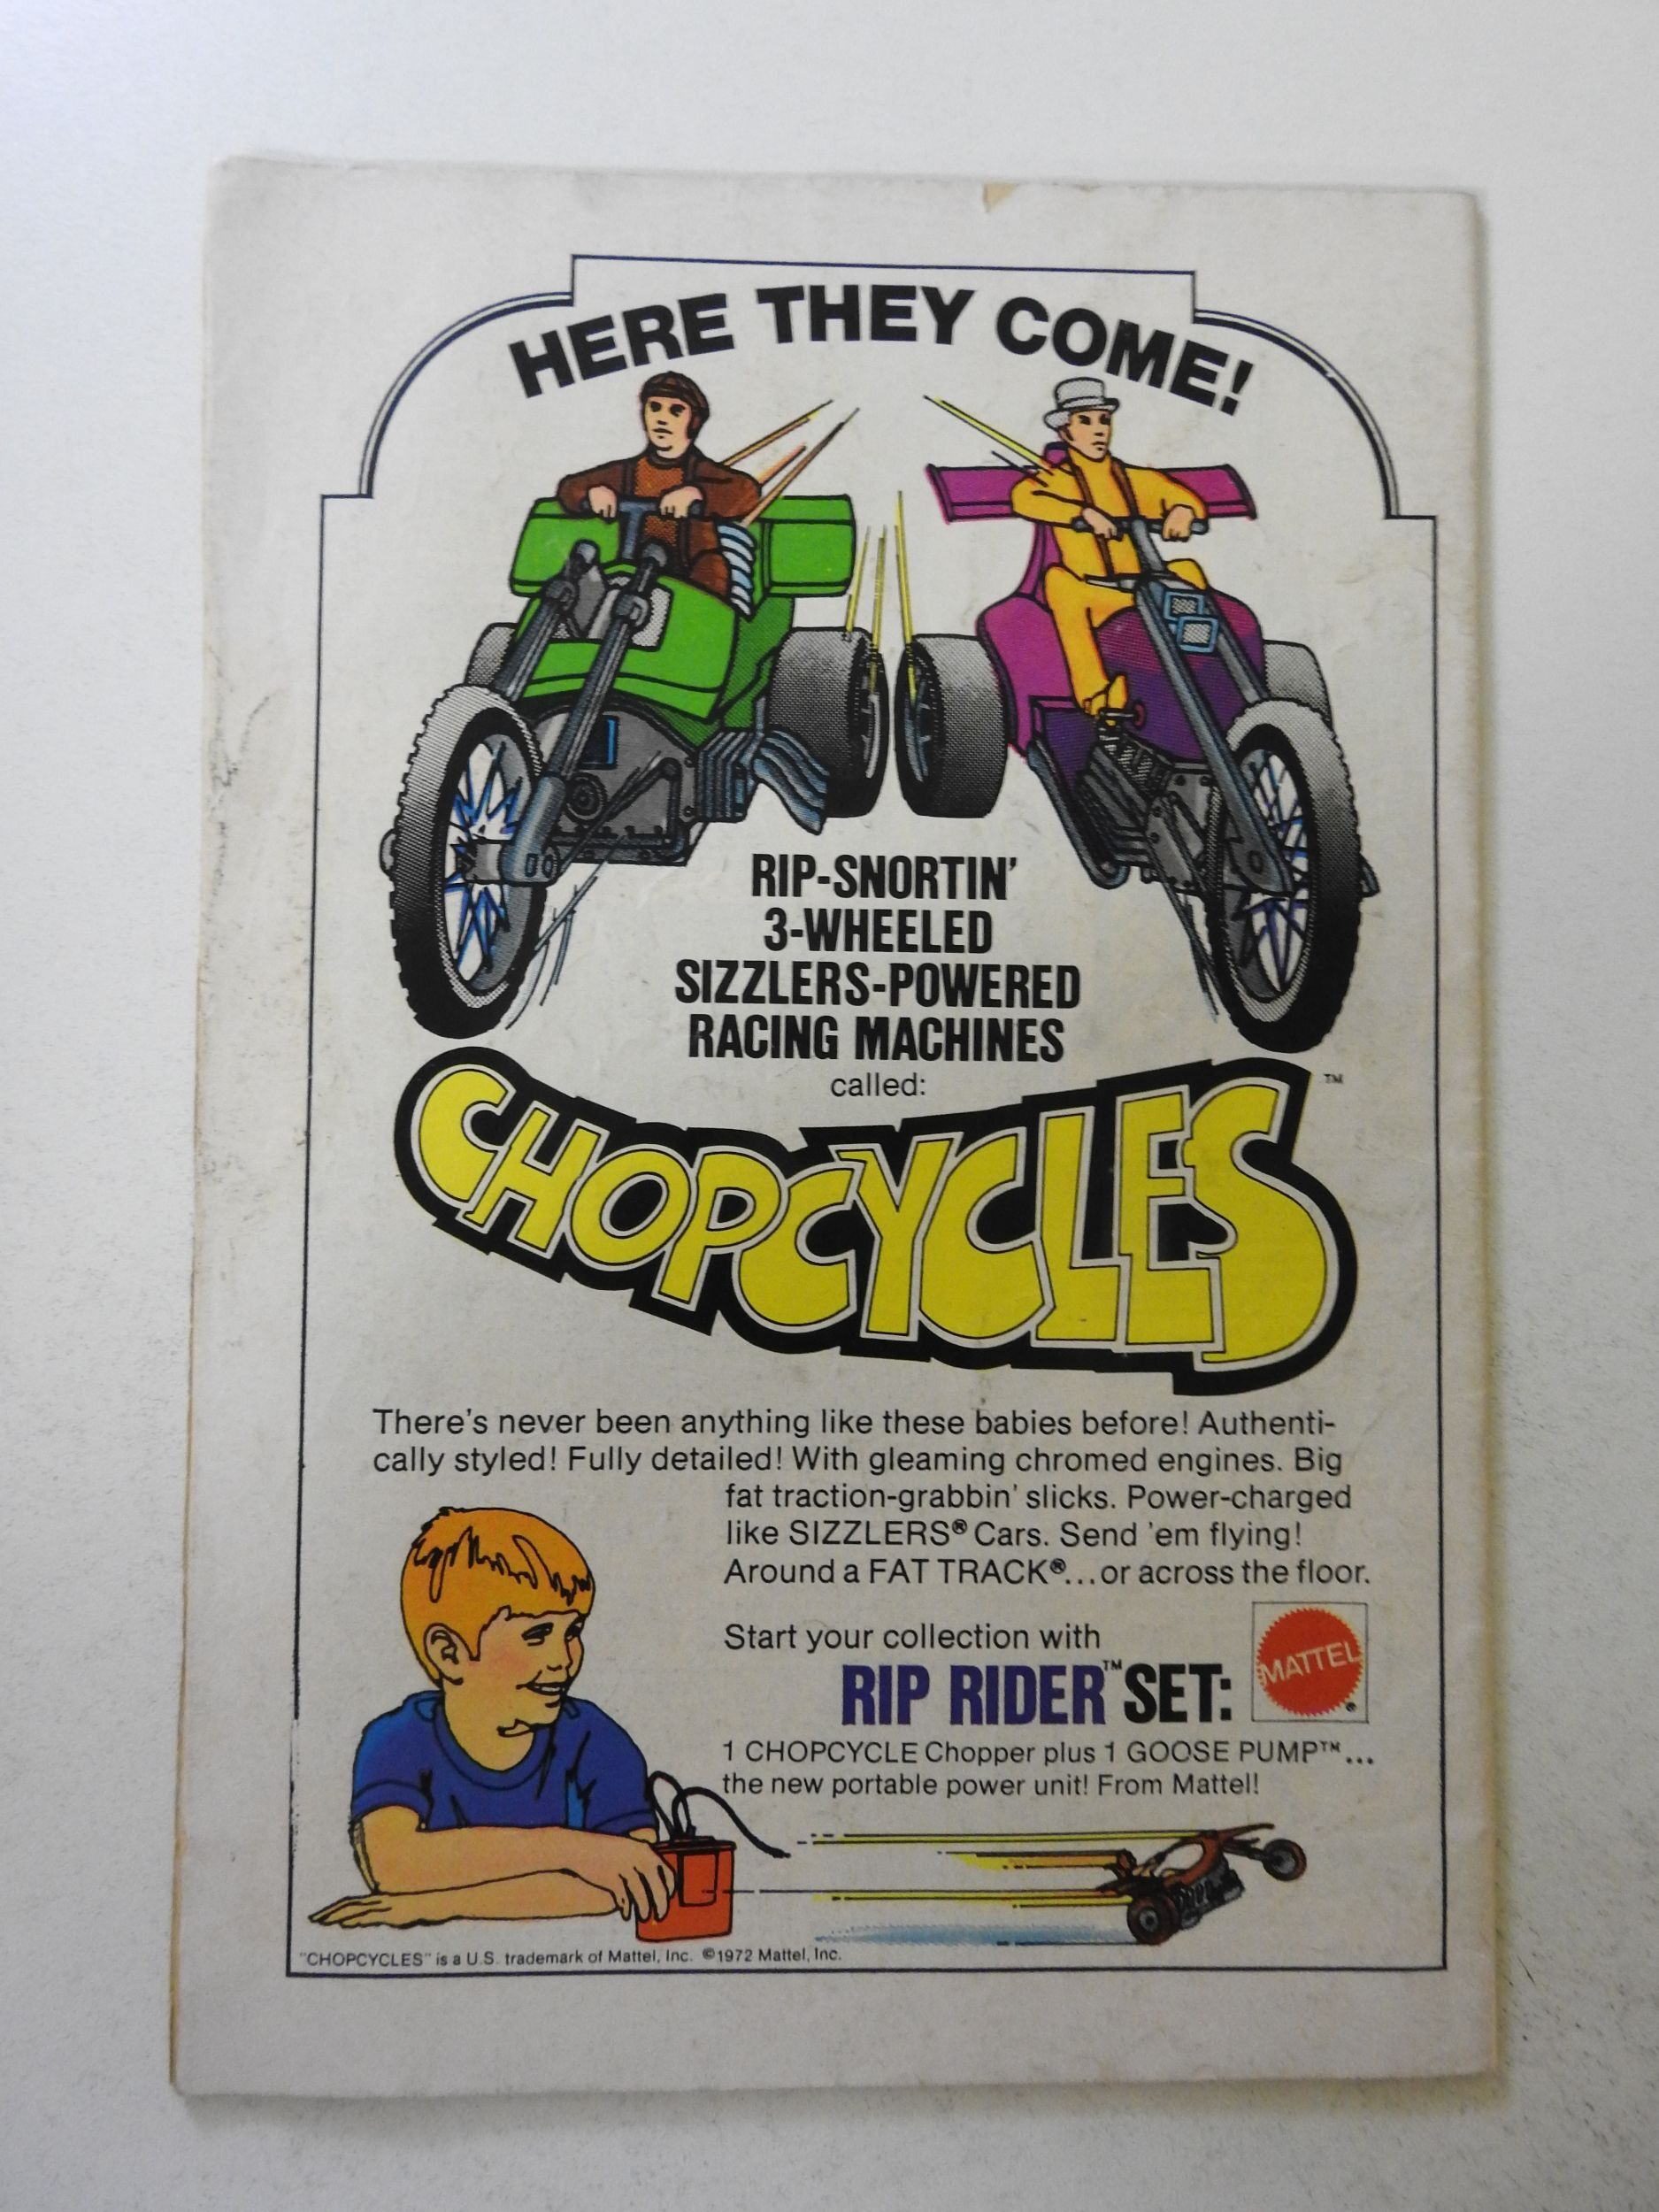 HERE THEY COME!
RIP-SNORTIN'
3-WHEELED
SIZZLERS-POWERED
RACING MACHINES
called:
CHOPCYCLES™
There's never been anything like these babies before! Authenti-
cally styled! Fully detailed! With gleaming chromed engines. Big
fat traction-grabbin' slicks. Power-charged
like SIZZLERS® Cars. Send 'em flying!
Around a FAT TRACK®...or across the floor.
Start your collection with
RIP RIDER™ SET:
MATTEL®
1 CHOPCYCLE Chopper plus 1 GOOSE PUMP™...
the new portable power unit! From Mattel!
"CHOPCYCLES" is a U.S. trademark of Mattel, Inc. ©1972 Mattel, Inc.